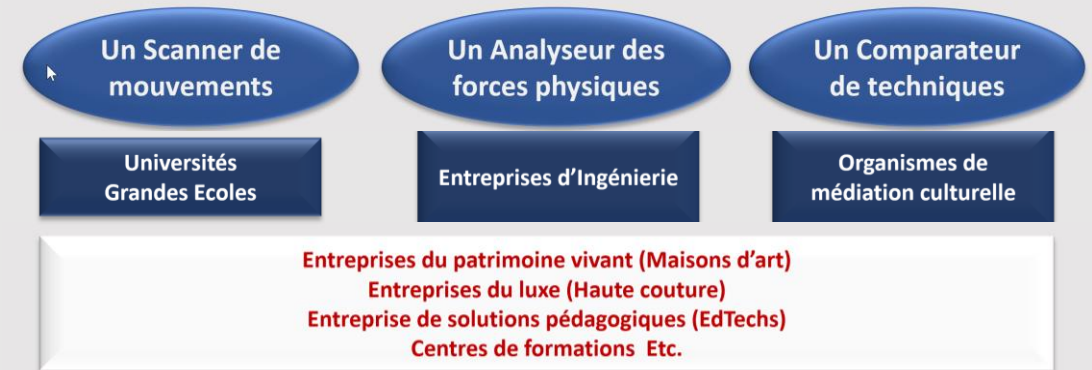 Un Scanner de
mouvements
Un Analyseur des
forces physiques
Un Comparateur
de techniques
Universités
Grandes Ecoles
Entreprises d’Ingénierie
Organismes de
médiation culturelle
Entreprises du patrimoine vivant (Maisons d’art)
Entreprises du luxe (Haute couture)
Entreprise de solutions pédagogiques (EdTechs)
Centres de formations  Etc.